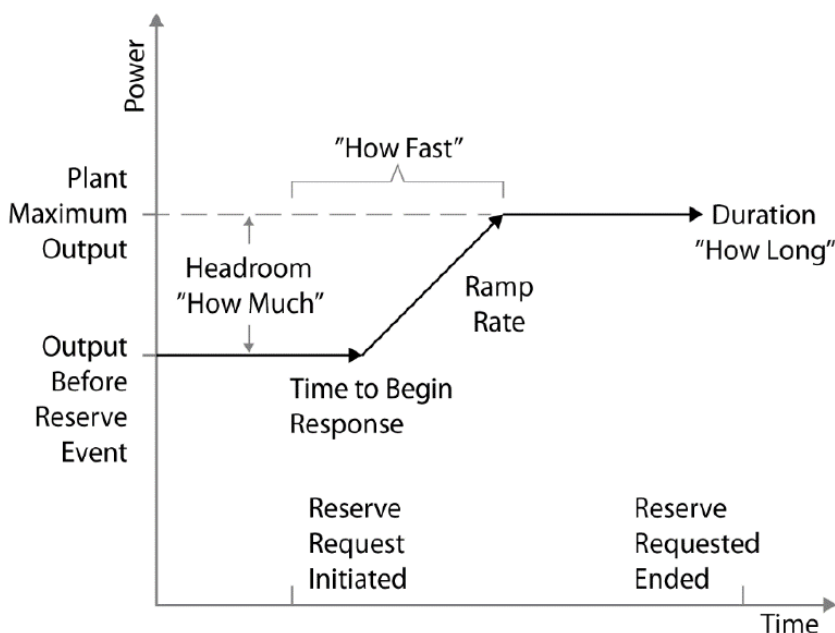 Power
"How Fast"
Plant
Maximum
Output
Headroom
"How Much"
Duration
"How Long"
Ramp
Rate
Output
Before
Reserve
Event
Time to Begin
Response
Reserve
Request
Initiated
Reserve
Requested
Ended
Time